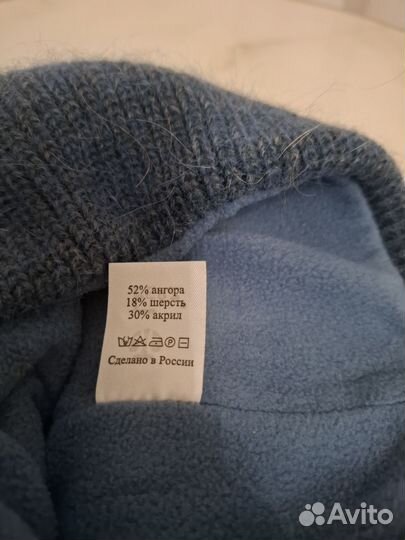 52% ангора
18% шерсть
30% акрил
Сделано в России
Avito